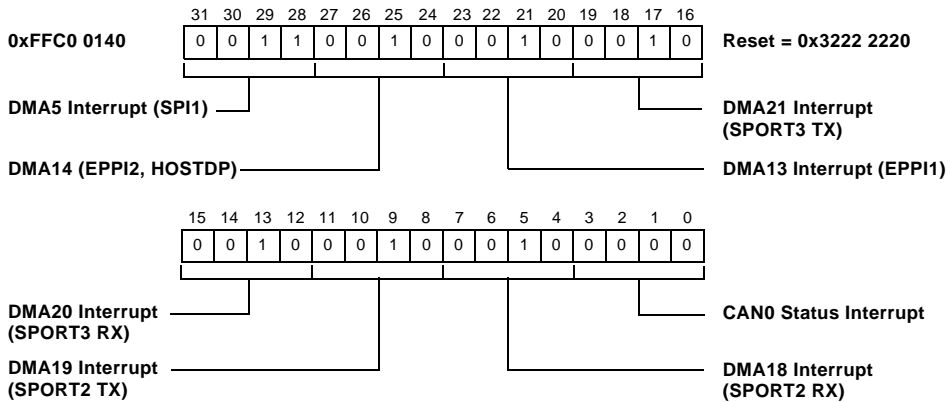 31 30 29 28 27 26 25 24 23 22 21 20 19 18 17 16
0xFFC0 0140
0 0 1 1 0 0 1 0 0 0 1 0 0 0 1 0
Reset = 0x3222 2220
DMA5 Interrupt (SPI1)
DMA21 Interrupt
(SPORT3 TX)
DMA14 (EPPI2, HOSTDP)
DMA13 Interrupt (EPPI1)
15 14 13 12 11 10 9 8 7 6 5 4 3 2 1 0
0 0 1 0 0 0 1 0 0 0 1 0 0 0 0 0
DMA20 Interrupt
(SPORT3 RX)
CAN0 Status Interrupt
DMA19 Interrupt
(SPORT2 TX)
DMA18 Interrupt
(SPORT2 RX)